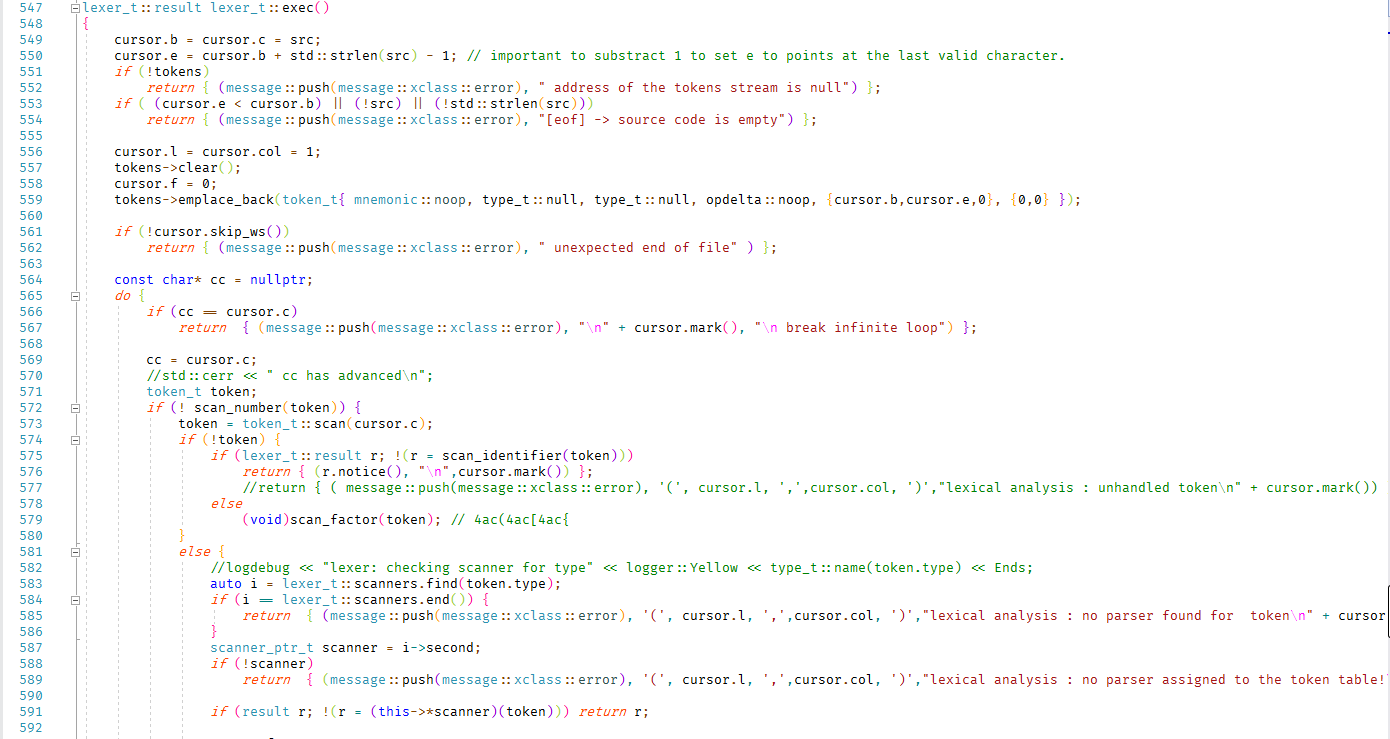 547 lexer_t::result lexer_t::exec()
548 {
549     cursor.b = cursor.c = src;
550     cursor.e = cursor.b + std::strlen(src) - 1; // important to substract 1 to set e to points at the last valid character.
551     if (!tokens)
552         return { (message::push(message::xclass::error), " address of the tokens stream is null") };
553     if ( (cursor.e < cursor.b) || (!src) || (!std::strlen(src)))
554         return { (message::push(message::xclass::error), "[eof] -> source code is empty") };
555
556     cursor.l = cursor.col = 1;
557     tokens->clear();
558     cursor.f = 0;
559     tokens->emplace_back(token_t{ mnemonic::noop, type_t::null, type_t::null, opdelta::noop, {cursor.b,cursor.e,0}, {0,0} });
560
561     if (!cursor.skip_ws())
562         return { (message::push(message::xclass::error), " unexpected end of file" ) };
563
564     const char* cc = nullptr;
565     do {
566         if (cc == cursor.c)
567             return  { (message::push(message::xclass::error), "\n" + cursor.mark(), "\n break infinite loop") };
568
569         cc = cursor.c;
570         //std::cerr << " cc has advanced\n";
571         token_t token;
572         if (! scan_number(token)) {
573             token = token_t::scan(cursor.c);
574             if (!token) {
575                 if (lexer_t::result r; !(r = scan_identifier(token)))
576                     return { (r.notice(), "\n",cursor.mark()) };
577                     //return { ( message::push(message::xclass::error), '(', cursor.l, ',',cursor.col, ')',"lexical analysis : unhandled token\n" + cursor.mark())
578                 else
579                     (void)scan_factor(token); // 4ac(4ac[4ac{
580             }
581             else {
582                 //logdebug << "lexer: checking scanner for type" << logger::Yellow << type_t::name(token.type) << Ends;
583                 auto i = lexer_t::scanners.find(token.type);
584                 if (i == lexer_t::scanners.end()) {
585                     return  { (message::push(message::xclass::error), '(', cursor.l, ',',cursor.col, ')',"lexical analysis : no parser found for  token\n" + cursor
586                 }
587                 scanner_ptr_t scanner = i->second;
588                 if (!scanner)
589                     return  { (message::push(message::xclass::error), '(', cursor.l, ',',cursor.col, ')',"lexical analysis : no parser assigned to the token table!
590
591                 if (result r; !(r = (this->*scanner)(token))) return r;
592